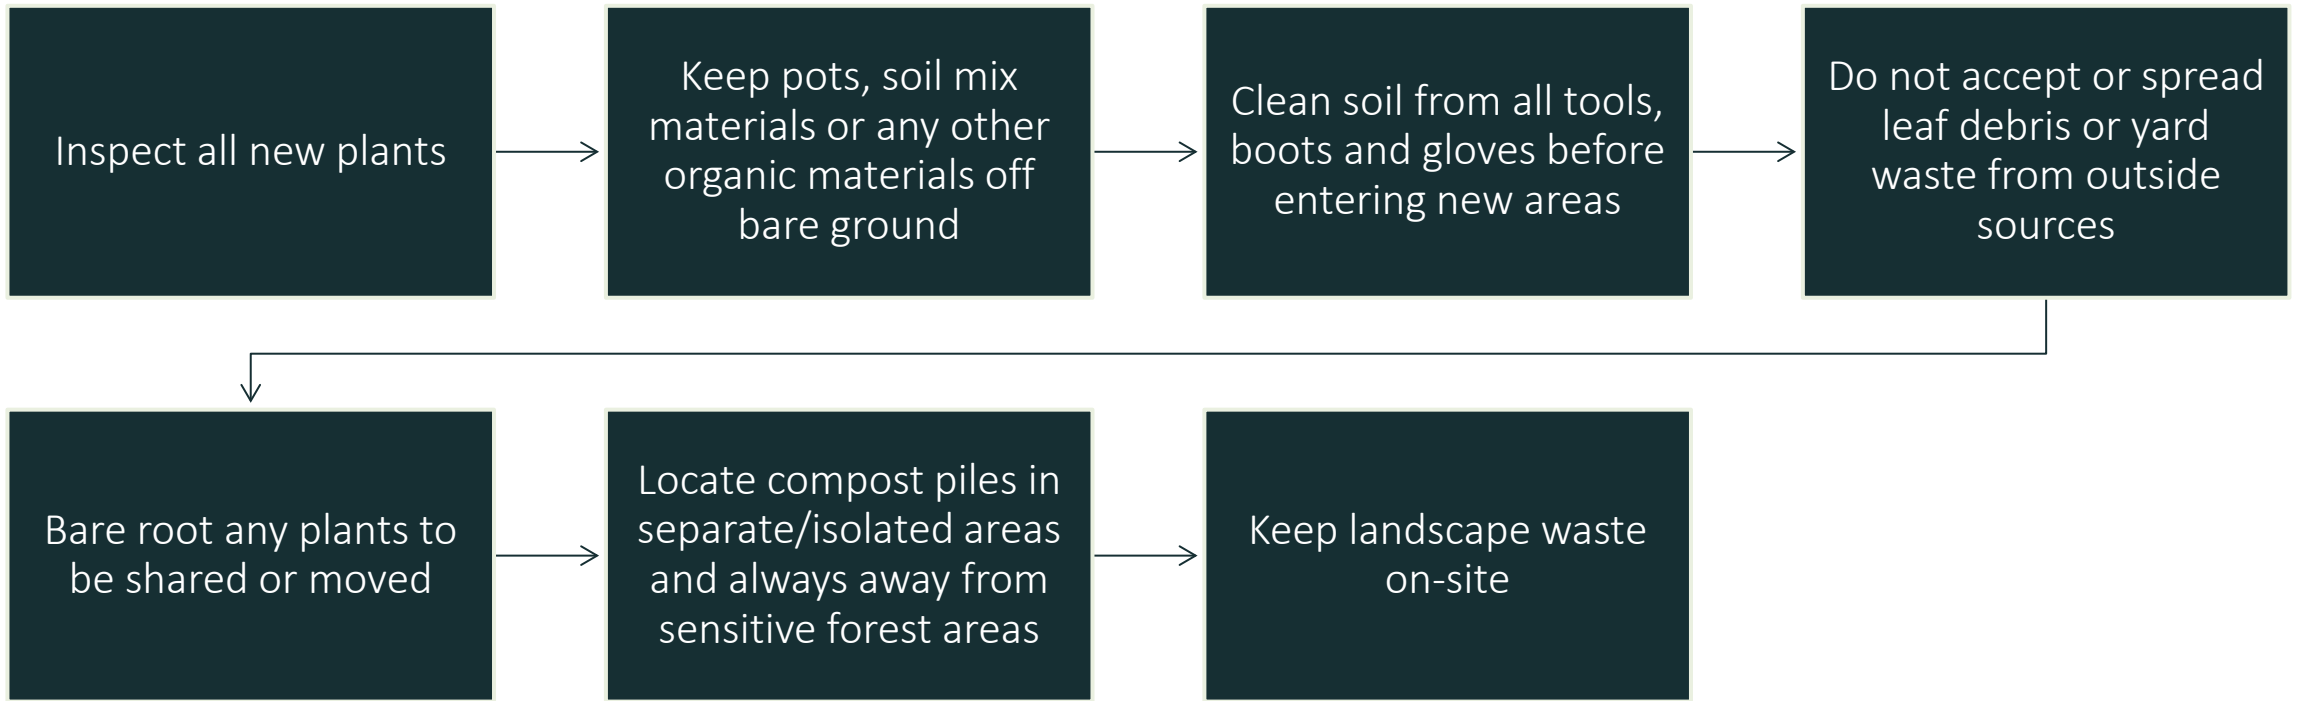 Inspect all new plants
Keep pots, soil mix
materials or any other
organic materials off
bare ground
Clean soil from all tools,
boots and gloves before
entering new areas
Do not accept or spread
leaf debris or yard
waste from outside
sources
Bare root any plants to
be shared or moved
Locate compost piles in
separate/isolated areas
and always away from
sensitive forest areas
Keep landscape waste
on-site